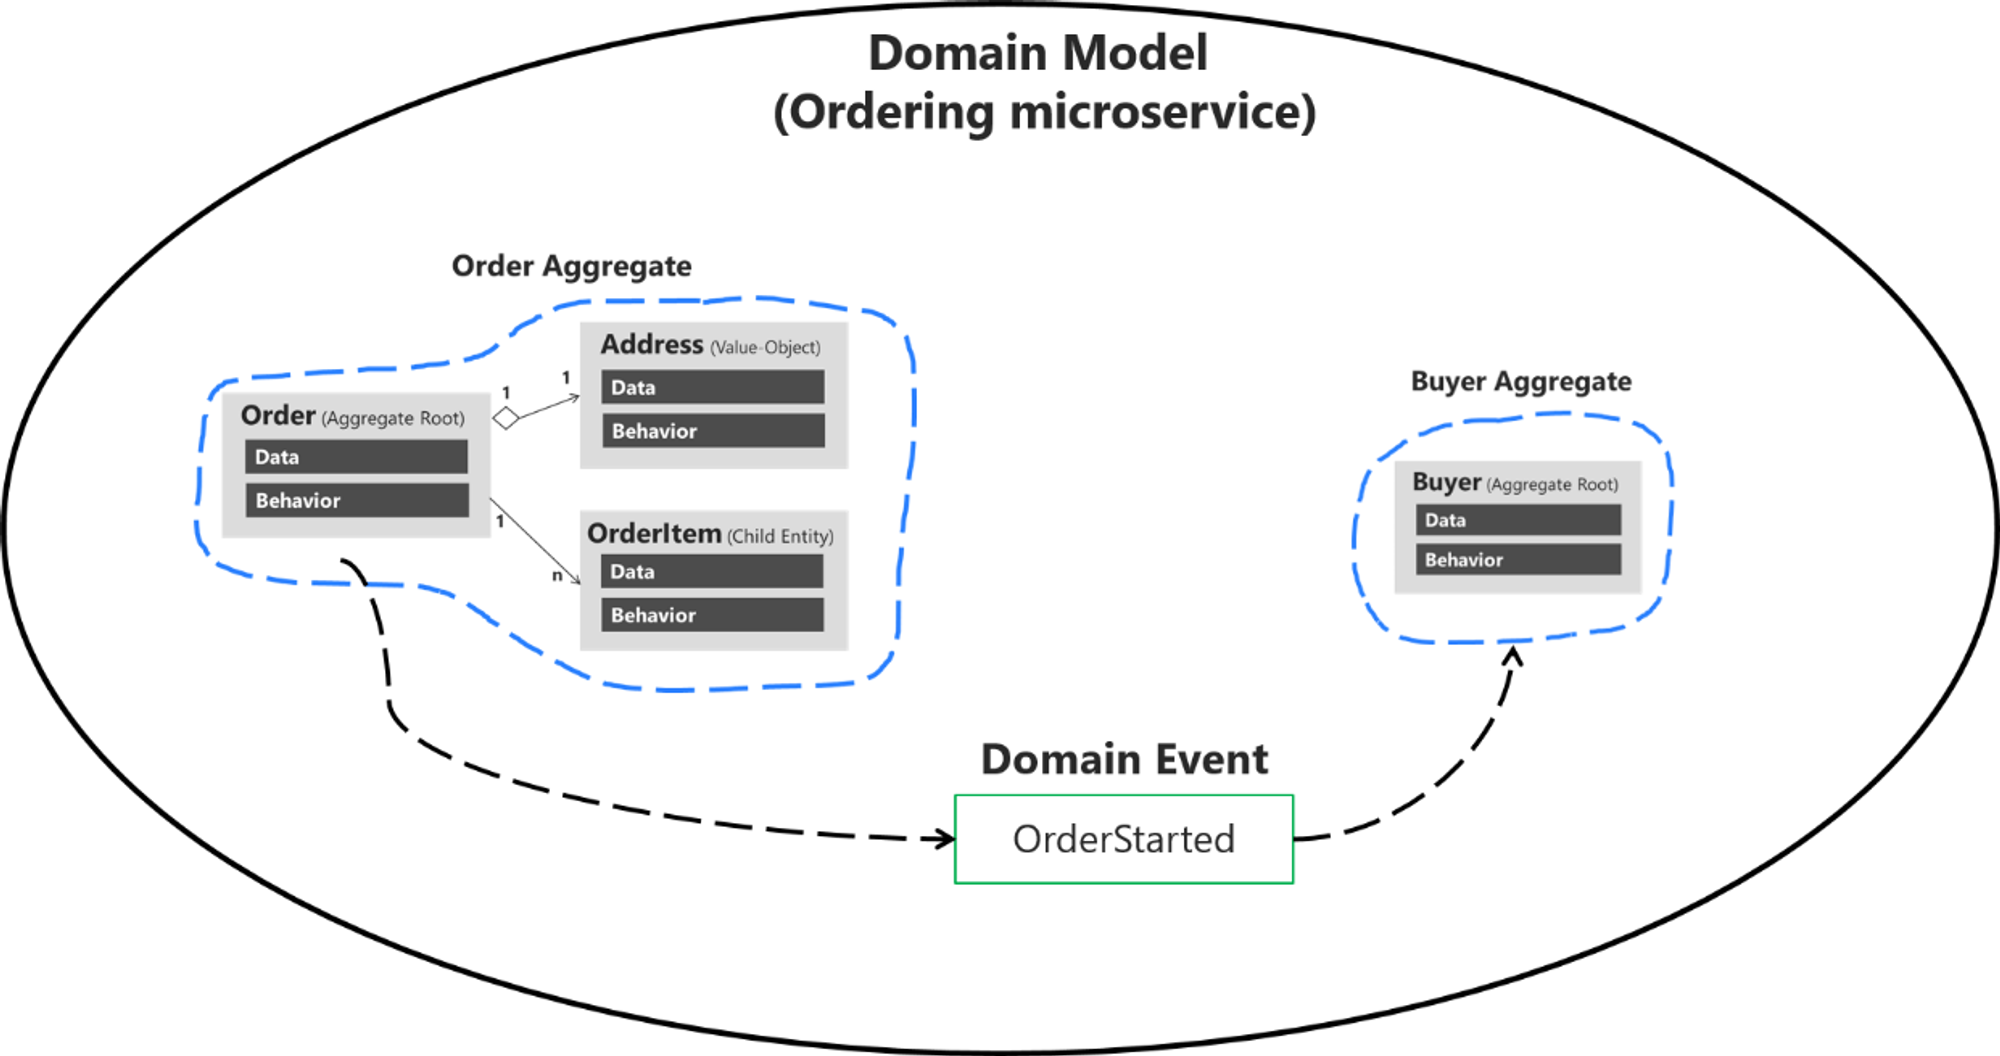 Domain Model
(Ordering microservice)
Order Aggregate
Address (Value-Object)
Data
Behavior
1
1
Order (Aggregate Root)
Data
Behavior
1
n
OrderItem (Child Entity)
Data
Behavior
Buyer Aggregate
Buyer (Aggregate Root)
Data
Behavior
Domain Event
OrderStarted